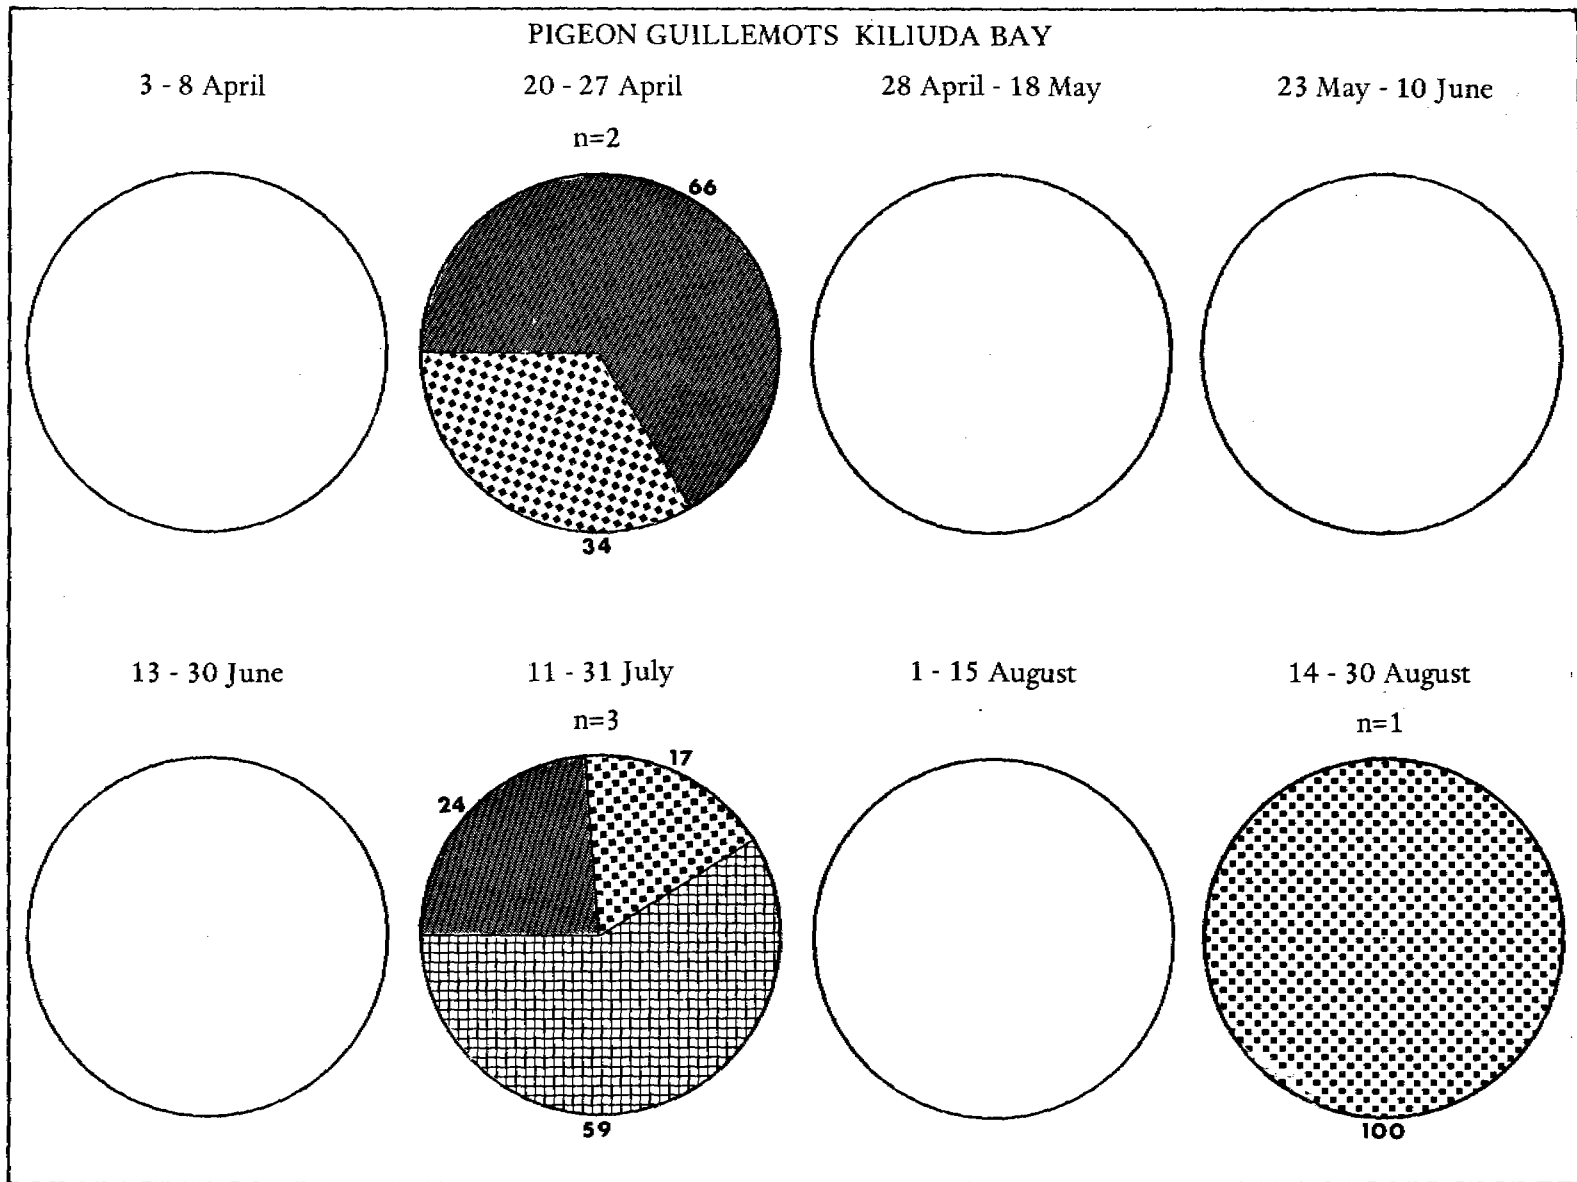 PIGEON GUILLEMOTS KILIUDA BAY
3 - 8 April
20 - 27 April
28 April - 18 May
23 May - 10 June
n=2
66
34
13 - 30 June
11 - 31 July
1 - 15 August
14 - 30 August
n=3
n=1
17
24
59
100